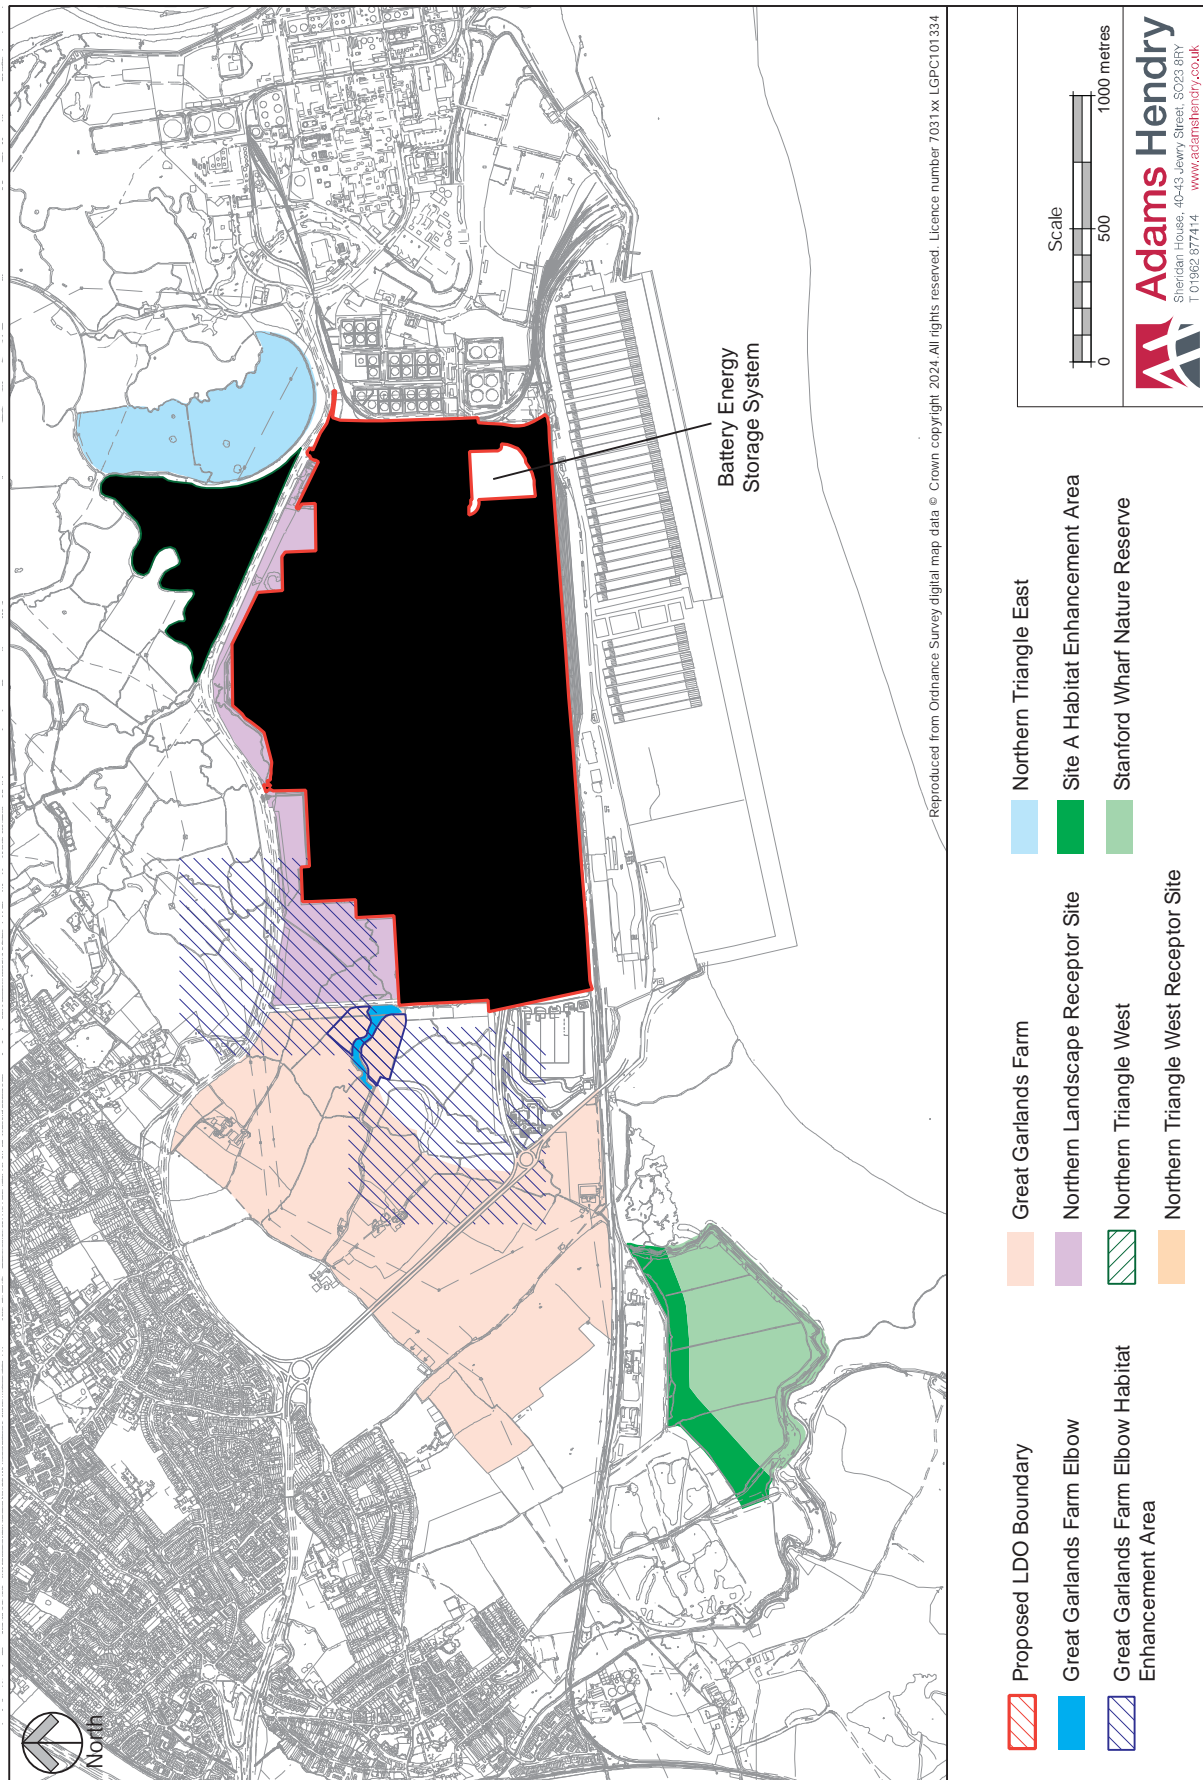 North
Battery Energy
Storage System
Reproduced from Ordnance Survey digital map data © Crown copyright 2024. All rights reserved. Licence number 7031xx LGPC101334
Proposed LDO Boundary
Great Garlands Farm Elbow
Great Garlands Farm Elbow Habitat
Enhancement Area
Great Garlands Farm
Northern Landscape Receptor Site
Northern Triangle West
Northern Triangle West Receptor Site
Northern Triangle East
Site A Habitat Enhancement Area
Stanford Wharf Nature Reserve
Scale
0 500 1000 metres
Adams Hendry
Sheridan House, 40-43 Jewry Street, SO23 8RY
T 01962 877414 www.adamshendry.co.uk